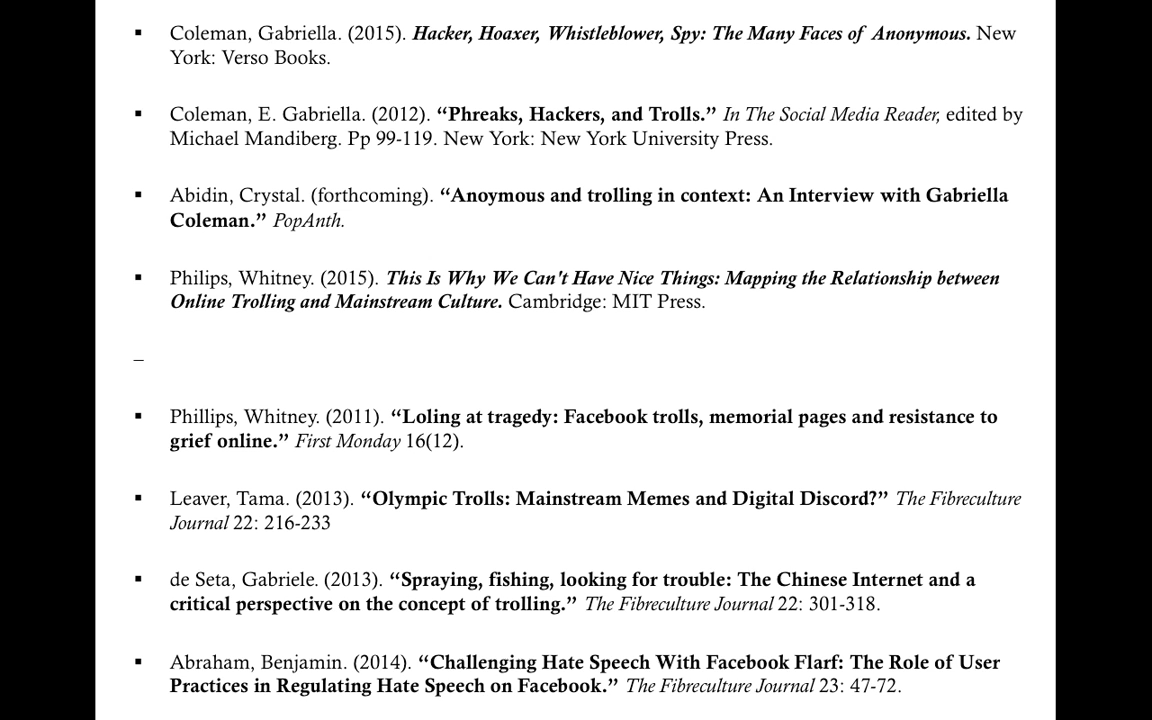 ▪ Coleman, Gabriella. (2015). Hacker, Hoaxer, Whistleblower, Spy: The Many Faces of Anonymous. New
York: Verso Books.
▪ Coleman, E. Gabriella. (2012). “Phreaks, Hackers, and Trolls.” In The Social Media Reader, edited by
Michael Mandiberg. Pp 99-119. New York: New York University Press.
▪ Abidin, Crystal. (forthcoming). “Anoymous and trolling in context: An Interview with Gabriella
Coleman.” PopAnth.
▪ Philips, Whitney. (2015). This Is Why We Can't Have Nice Things: Mapping the Relationship between
Online Trolling and Mainstream Culture. Cambridge: MIT Press.
–
▪ Phillips, Whitney. (2011). “Loling at tragedy: Facebook trolls, memorial pages and resistance to
grief online.” First Monday 16(12).
▪ Leaver, Tama. (2013). “Olympic Trolls: Mainstream Memes and Digital Discord?” The Fibreculture
Journal 22: 216-233
▪ de Seta, Gabriele. (2013). “Spraying, fishing, looking for trouble: The Chinese Internet and a
critical perspective on the concept of trolling.” The Fibreculture Journal 22: 301-318.
▪ Abraham, Benjamin. (2014). “Challenging Hate Speech With Facebook Flarf: The Role of User
Practices in Regulating Hate Speech on Facebook.” The Fibreculture Journal 23: 47-72.